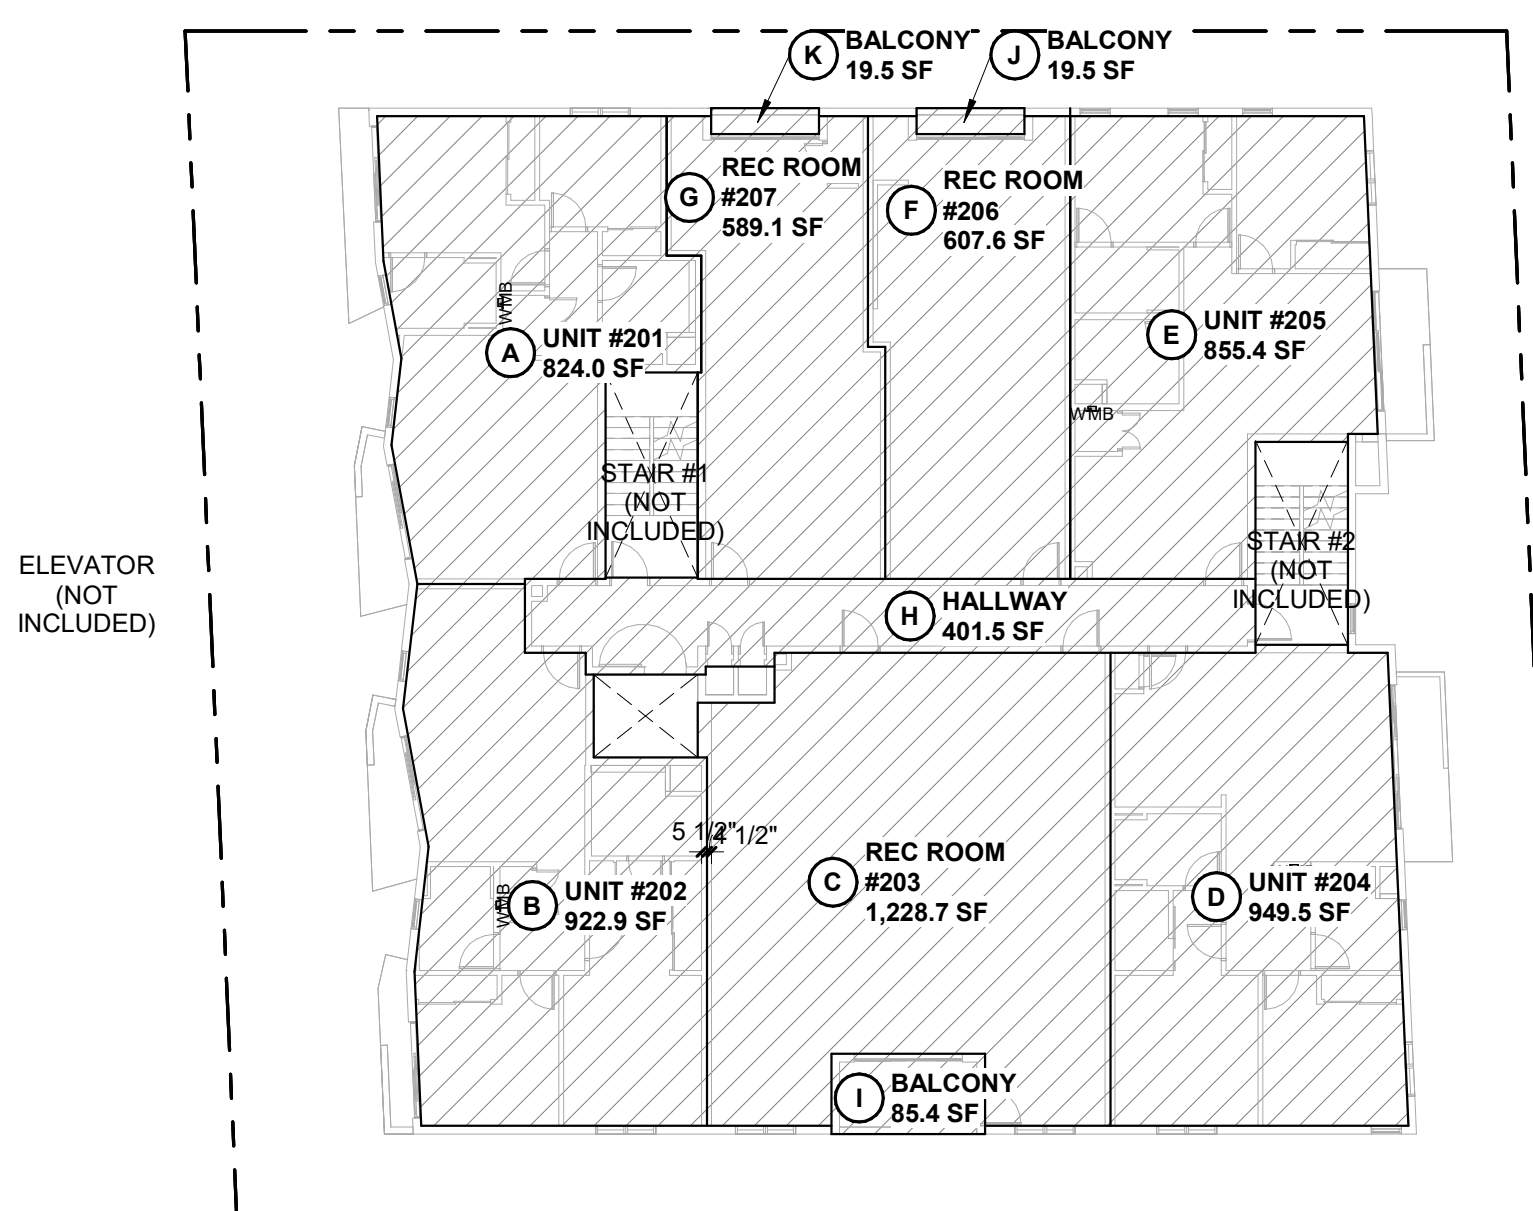 K
BALCONY
19.5 SF
J
BALCONY
19.5 SF
G
REC ROOM
#207
589.1 SF
F
REC ROOM
#206
607.6 SF
WMB
A
UNIT #201
824.0 SF
E
UNIT #205
855.4 SF
WMB
STAIR #1
(NOT
INCLUDED)
STAIR #2
(NOT
INCLUDED)
ELEVATOR
(NOT
INCLUDED)
H
HALLWAY
401.5 SF
5 1/2"
4 1/2"
C
REC ROOM
#203
1,228.7 SF
WMB
B
UNIT #202
922.9 SF
D
UNIT #204
949.5 SF
I
BALCONY
85.4 SF